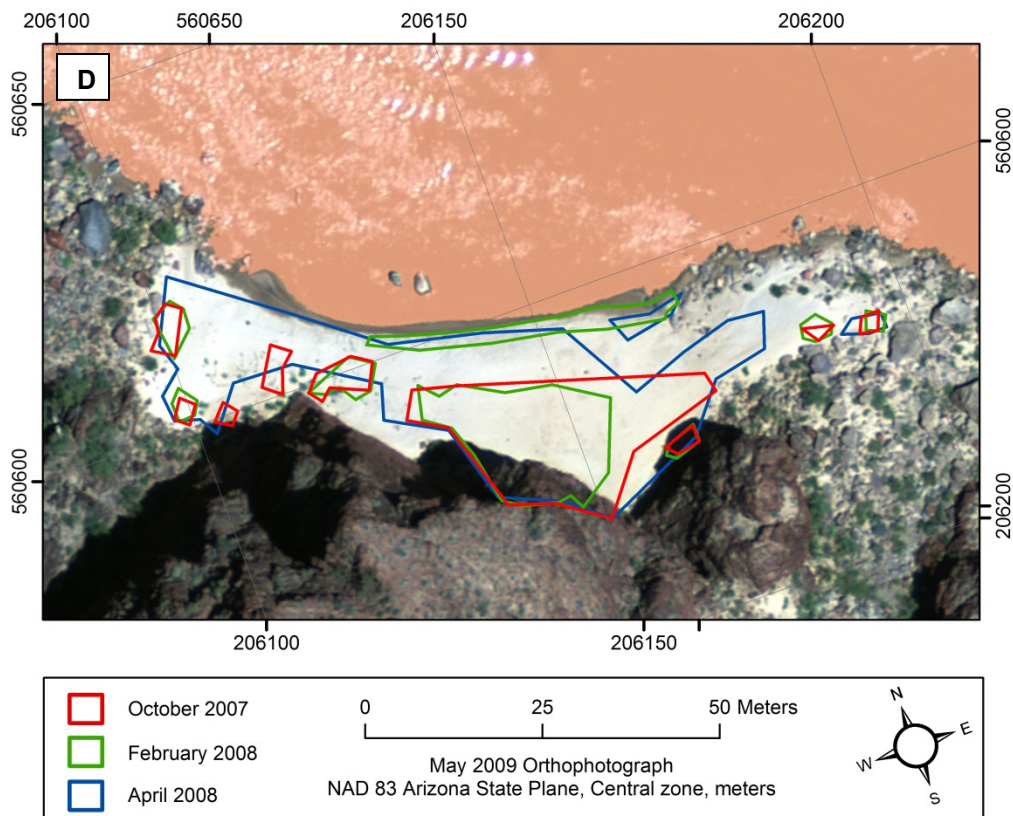 206100 560650 206150 206200
D
560650
560600
560600
206200
206100 206150
October 2007
February 2008
April 2008
0 25 50 Meters
May 2009 Orthophotograph
NAD 83 Arizona State Plane, Central zone, meters
N
E
W
S